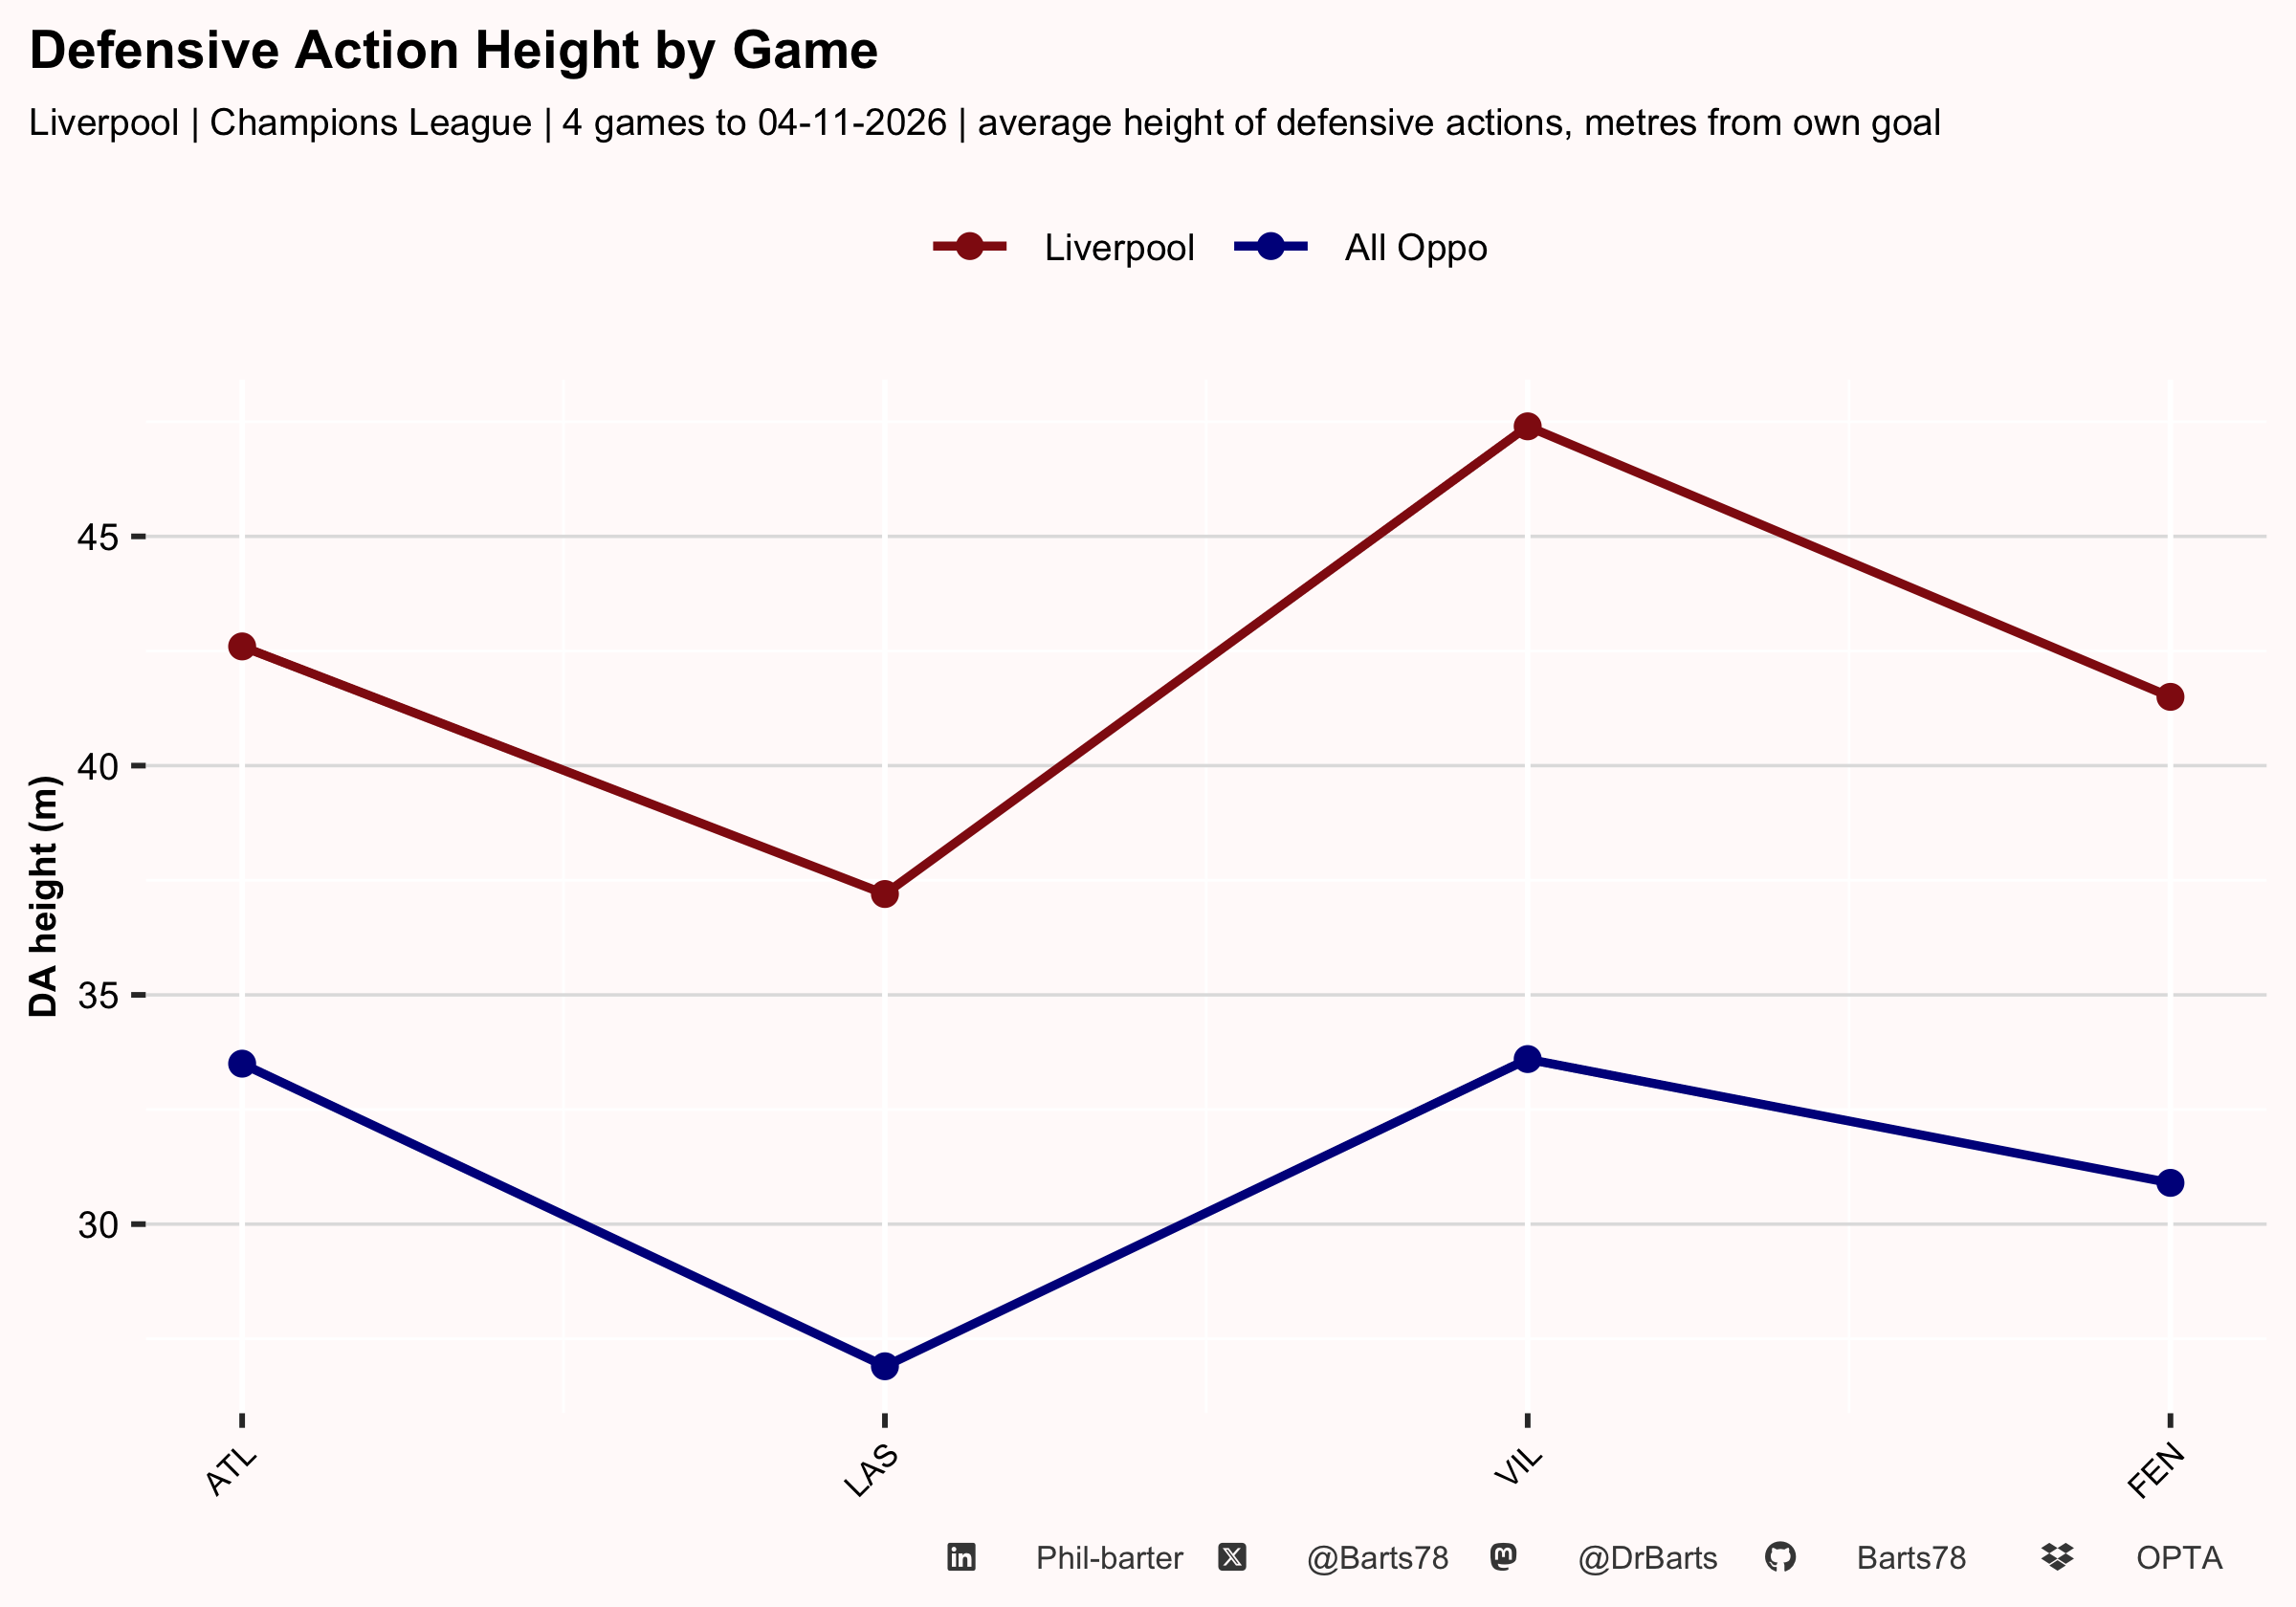 Defensive Action Height by Game
Liverpool | Champions League | 4 games to 04-11-2026 | average height of defensive actions, metres from own goal
Liverpool All Oppo
DA height (m)
45
40
35
30
ATL LAS VIL FEN
Phil-barter @Barts78 @DrBarts Barts78 OPTA